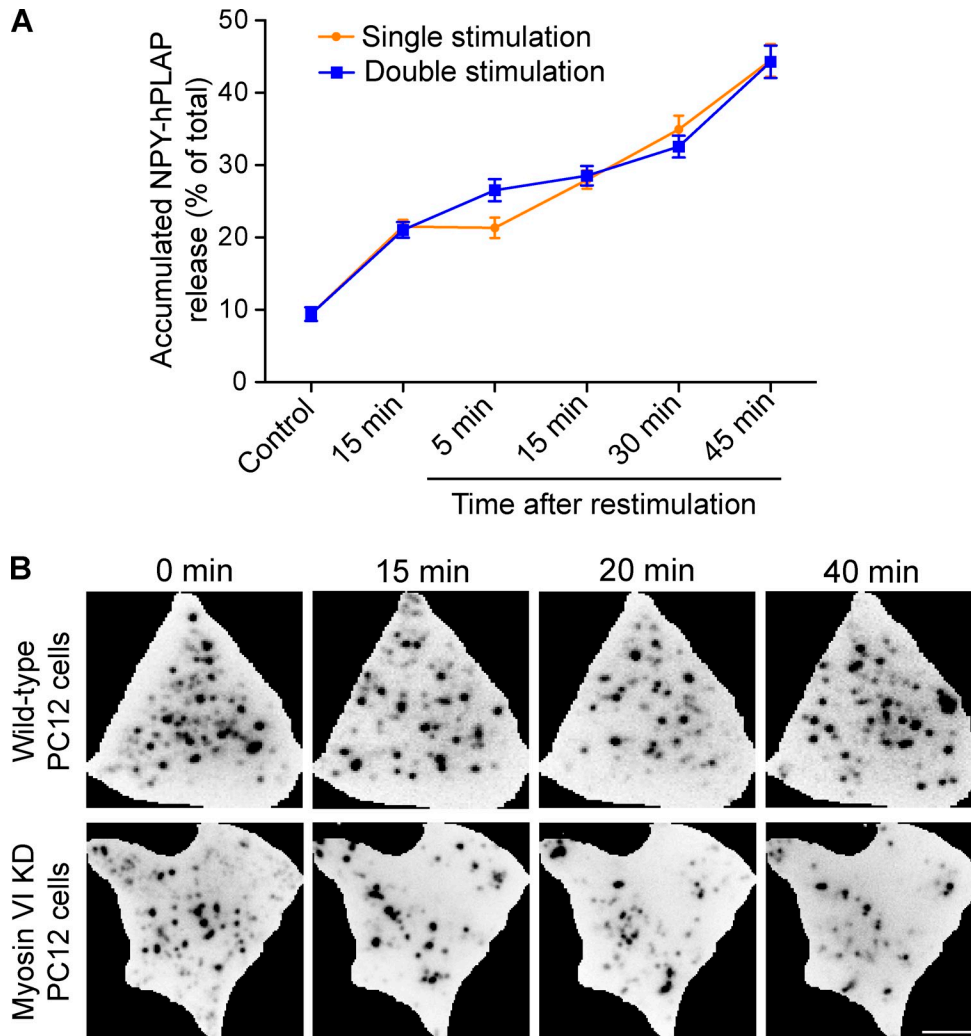 A
Single stimulation
Double stimulation
Accumulated NPY-hPLAP
release (% of total)
50
40
30
20
10
0
Control
15 min
5 min
15 min
30 min
45 min
Time after restimulation
B
0 min
15 min
20 min
40 min
Wild-type
PC12 cells
Myosin VI KD
PC12 cells